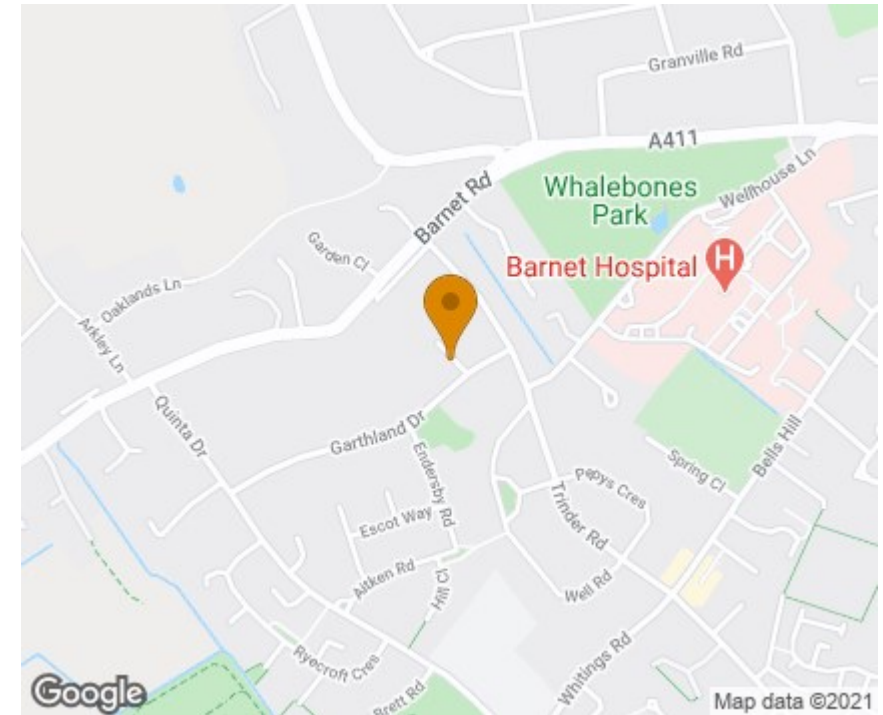 Granville Rd
A411
Wellhouse Ln
Whalebones
Park
Barnet Rd
Barnet Hospital
H
Garden Cl
Oaklands Ln
Arkley Ln
Quinta Dr
Garthland Dr
Endersby Rd
Bells Hill
Spring Cl
Pepys Cres
Trinder Rd
Escot Way
Aitken Rd
Hill Cl
Well Rd
Whitings Rd
Ryecroft Cres
Brett Rd
Google
Map data ©2021